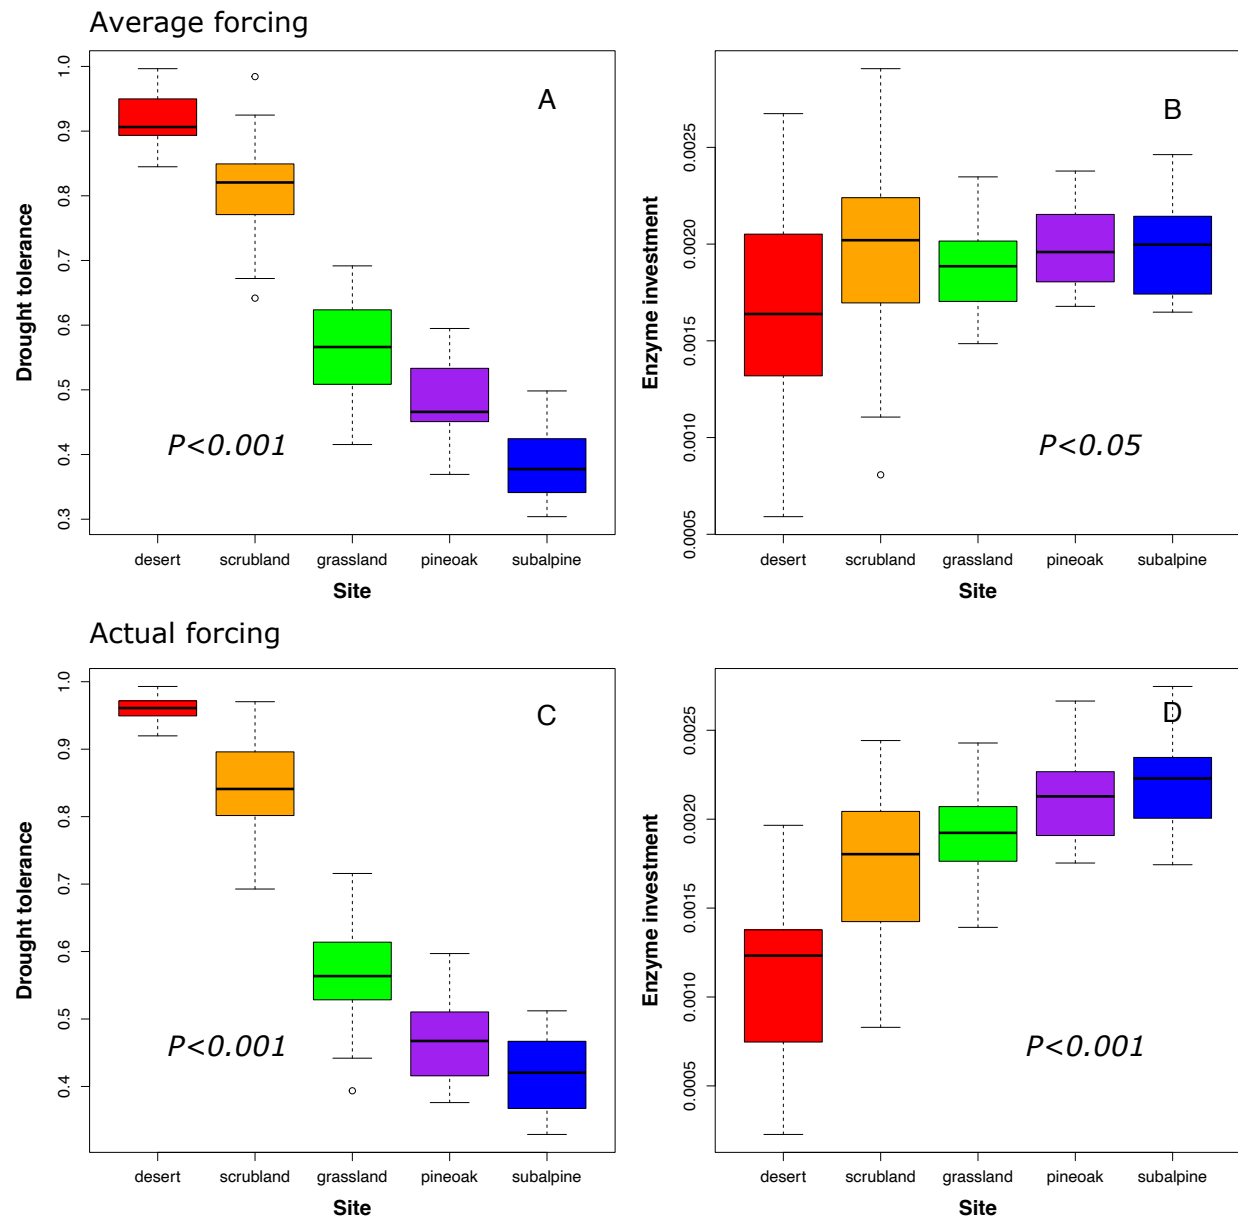 Average forcing
A
Drought tolerance
1.0
0.9
0.8
0.7
0.6
0.5
0.4
0.3
P<0.001
desert scrubland grassland pineoak subalpine
Site
B
Enzyme investment
0.0025
0.0020
0.0015
0.0010
0.0005
P<0.05
desert scrubland grassland pineoak subalpine
Site
Actual forcing
C
Drought tolerance
1.0
0.9
0.8
0.7
0.6
0.5
0.4
P<0.001
desert scrubland grassland pineoak subalpine
Site
D
Enzyme investment
0.0025
0.0020
0.0015
0.0010
0.0005
P<0.001
desert scrubland grassland pineoak subalpine
Site